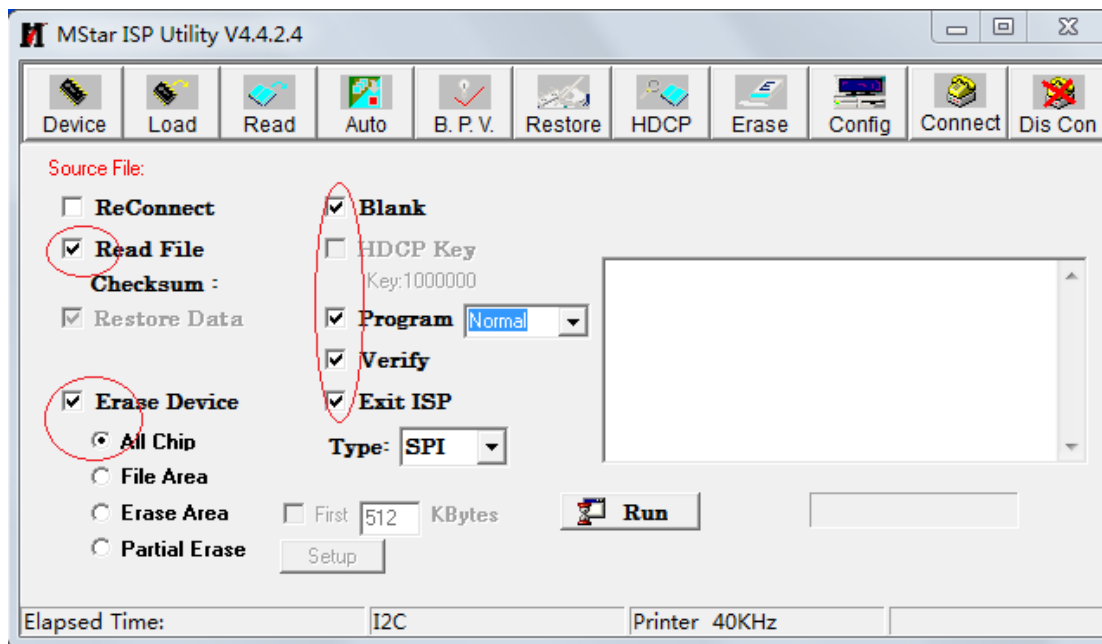 MStar ISP Utility V4.4.2.4
Device Load Read Auto B. P. V. Restore HDCP Erase Config Connect Dis Con
Source File:
ReConnect Blank
Read File HDCP Key
Checksum : Key:1000000
Restore Data Program Normal
Verify
Erase Device Exit ISP
All Chip Type: SPI
File Area
Erase Area First 512 KBytes Run
Partial Erase Setup
Elapsed Time: I2C Printer 40KHz